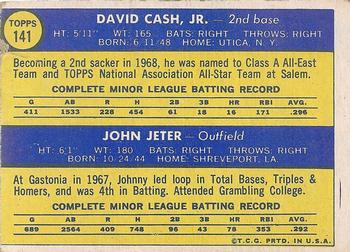 TOPPS
141
DAVID CASH, JR. — 2nd base
HT: 5'11" WT: 165 BATS: RIGHT THROWS: RIGHT
BORN: 6/11/48 HOME: UTICA, N. Y.
Becoming a 2nd sacker in 1968, he was named to Class A All-East
Team and TOPPS National Association All-Star Team at Salem.
COMPLETE MINOR LEAGUE BATTING RECORD
G AB R H 2B 3B HR RBI AVG.
411 1533 228 454 61 18 16 171 .296
JOHN JETER — Outfield
HT: 6'1" WT: 180 BATS: RIGHT THROWS: RIGHT
BORN: 10-24-44 HOME: SHREVEPORT, LA.
At Gastonia in 1967, Johnny led loop in Total Bases, Triples &
Homers, and was 4th in Batting. Attended Grambling College.
COMPLETE MINOR LEAGUE BATTING RECORD
G AB R H 2B 3B HR RBI AVG.
689 2564 409 748 96 43 78 353 .292
©T.C.G. PRTD. IN U.S.A.